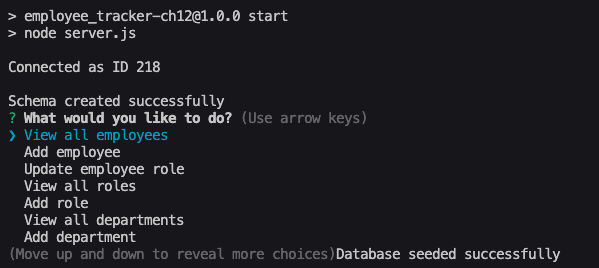 > employee_tracker-ch12@1.0.0 start
> node server.js
Connected as ID 218
Schema created successfully
? What would you like to do? (Use arrow keys)
❯ View all employees
Add employee
Update employee role
View all roles
Add role
View all departments
Add department
(Move up and down to reveal more choices)Database seeded successfully